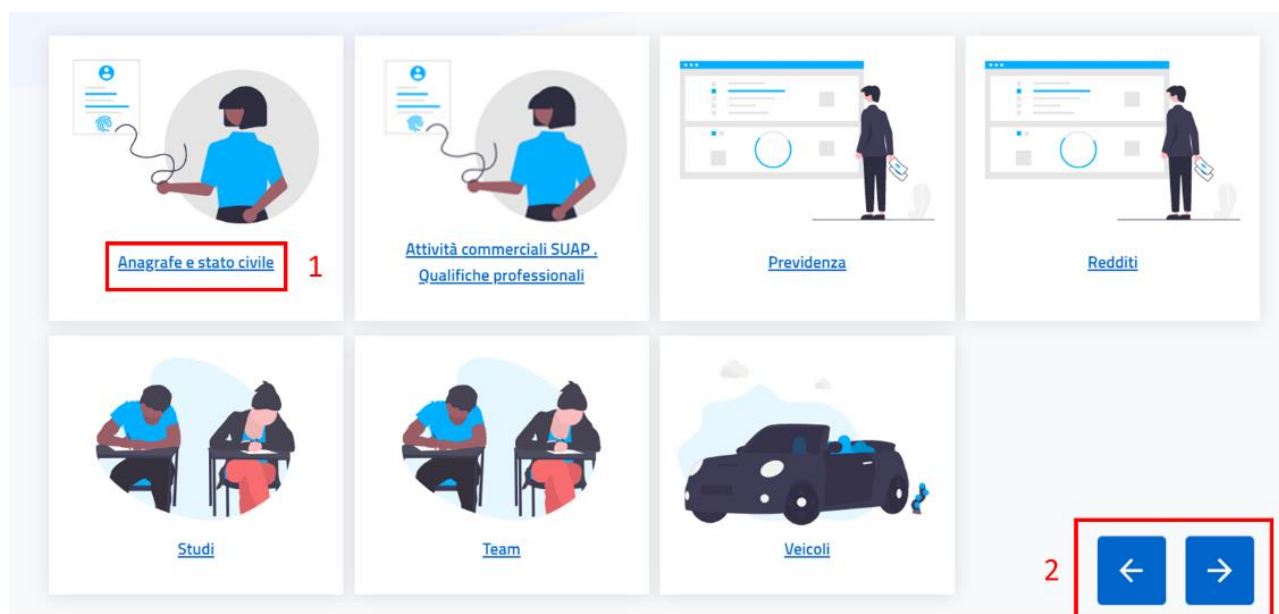 Anagrafe e stato civile
1
Attività commerciali SUAP .
Qualifiche professionali
Previdenza
Redditi
Studi
Team
Veicoli
2